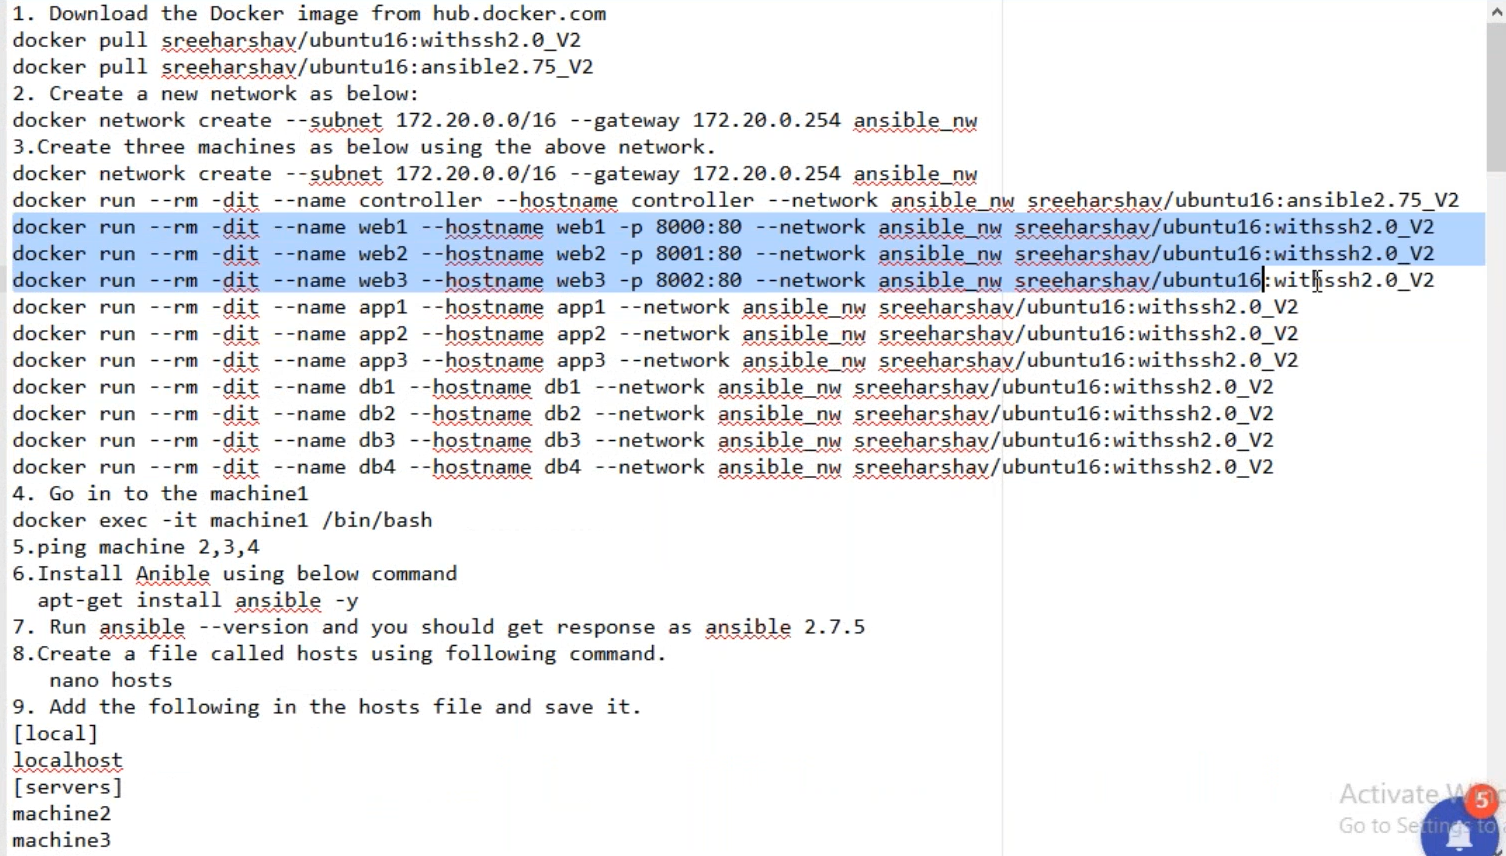 1. Download the Docker image from hub.docker.com
docker pull sreeharshav/ubuntu16:withssh2.0_V2
docker pull sreeharshav/ubuntu16:ansible2.75_V2
2. Create a new network as below:
docker network create --subnet 172.20.0.0/16 --gateway 172.20.0.254 ansible_nw
3.Create three machines as below using the above network.
docker network create --subnet 172.20.0.0/16 --gateway 172.20.0.254 ansible_nw
docker run --rm -dit --name controller --hostname controller --network ansible_nw sreeharshav/ubuntu16:ansible2.75_V2
docker run --rm -dit --name web1 --hostname web1 -p 8000:80 --network ansible_nw sreeharshav/ubuntu16:withssh2.0_V2
docker run --rm -dit --name web2 --hostname web2 -p 8001:80 --network ansible_nw sreeharshav/ubuntu16:withssh2.0_V2
docker run --rm -dit --name web3 --hostname web3 -p 8002:80 --network ansible_nw sreeharshav/ubuntu16:withssh2.0_V2
docker run --rm -dit --name app1 --hostname app1 --network ansible_nw sreeharshav/ubuntu16:withssh2.0_V2
docker run --rm -dit --name app2 --hostname app2 --network ansible_nw sreeharshav/ubuntu16:withssh2.0_V2
docker run --rm -dit --name app3 --hostname app3 --network ansible_nw sreeharshav/ubuntu16:withssh2.0_V2
docker run --rm -dit --name db1 --hostname db1 --network ansible_nw sreeharshav/ubuntu16:withssh2.0_V2
docker run --rm -dit --name db2 --hostname db2 --network ansible_nw sreeharshav/ubuntu16:withssh2.0_V2
docker run --rm -dit --name db3 --hostname db3 --network ansible_nw sreeharshav/ubuntu16:withssh2.0_V2
docker run --rm -dit --name db4 --hostname db4 --network ansible_nw sreeharshav/ubuntu16:withssh2.0_V2
4. Go in to the machine1
docker exec -it machine1 /bin/bash
5.ping machine 2,3,4
6.Install Anible using below command
apt-get install ansible -y
7. Run ansible --version and you should get response as ansible 2.7.5
8.Create a file called hosts using following command.
nano hosts
9. Add the following in the hosts file and save it.
[local]
localhost
[servers]
machine2
machine3
Activate
Go to Settings to
5